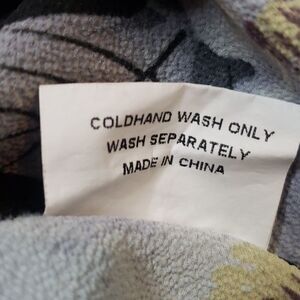 COLDHAND WASH ONLY
WASH SEPARATELY
MADE IN CHINA